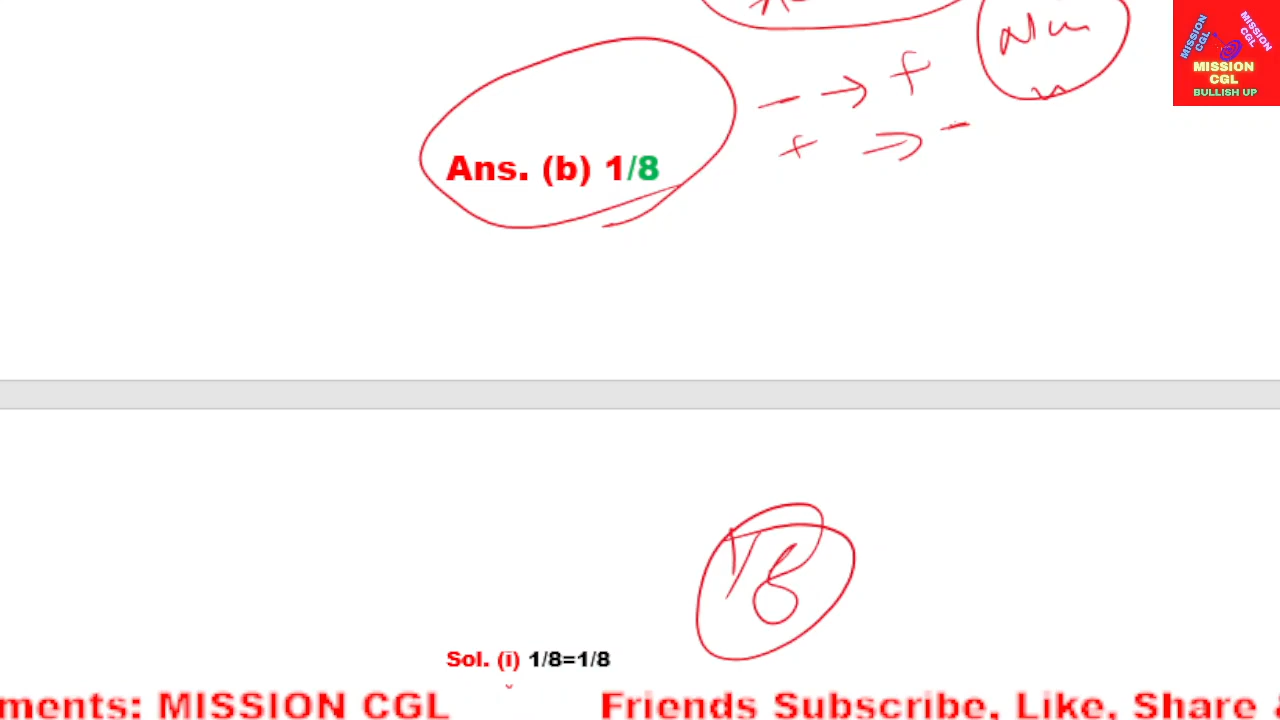 MISSION CGL
MISSION CGL
MISSION
CGL
BULLISH UP
- → +
+ → -
Ans. (b) 1/8
1/8
Sol. (i) 1/8=1/8
ments: MISSION CGL Friends Subscribe, Like, Share &